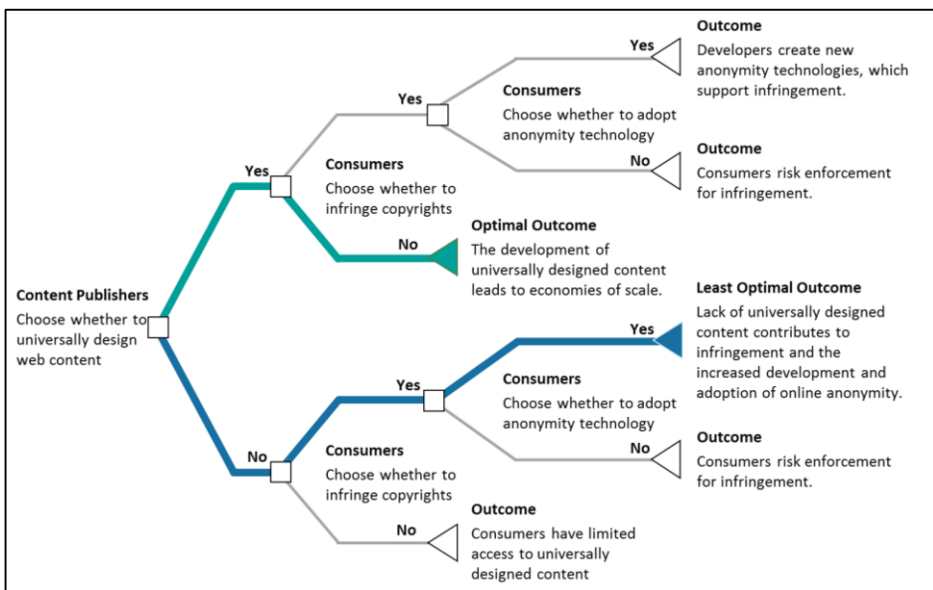 Outcome
Yes
Developers create new
anonymity technologies, which
support infringement.
Yes
Consumers
Choose whether to adopt
anonymity technology
Outcome
No
Consumers risk enforcement
for infringement.
Yes
Consumers
Choose whether to
infringe copyrights
Optimal Outcome
No
The development of
universally designed content
leads to economies of scale.
Content Publishers
Choose whether to
universally design
web content
Least Optimal Outcome
Yes
Lack of universally designed
content contributes to
infringement and the
increased development and
adoption of online anonymity.
Yes
Consumers
Choose whether to adopt
anonymity technology
Outcome
No
Consumers risk enforcement
for infringement.
No
Consumers
Choose whether to
infringe copyrights
Outcome
No
Consumers have limited
access to universally
designed content